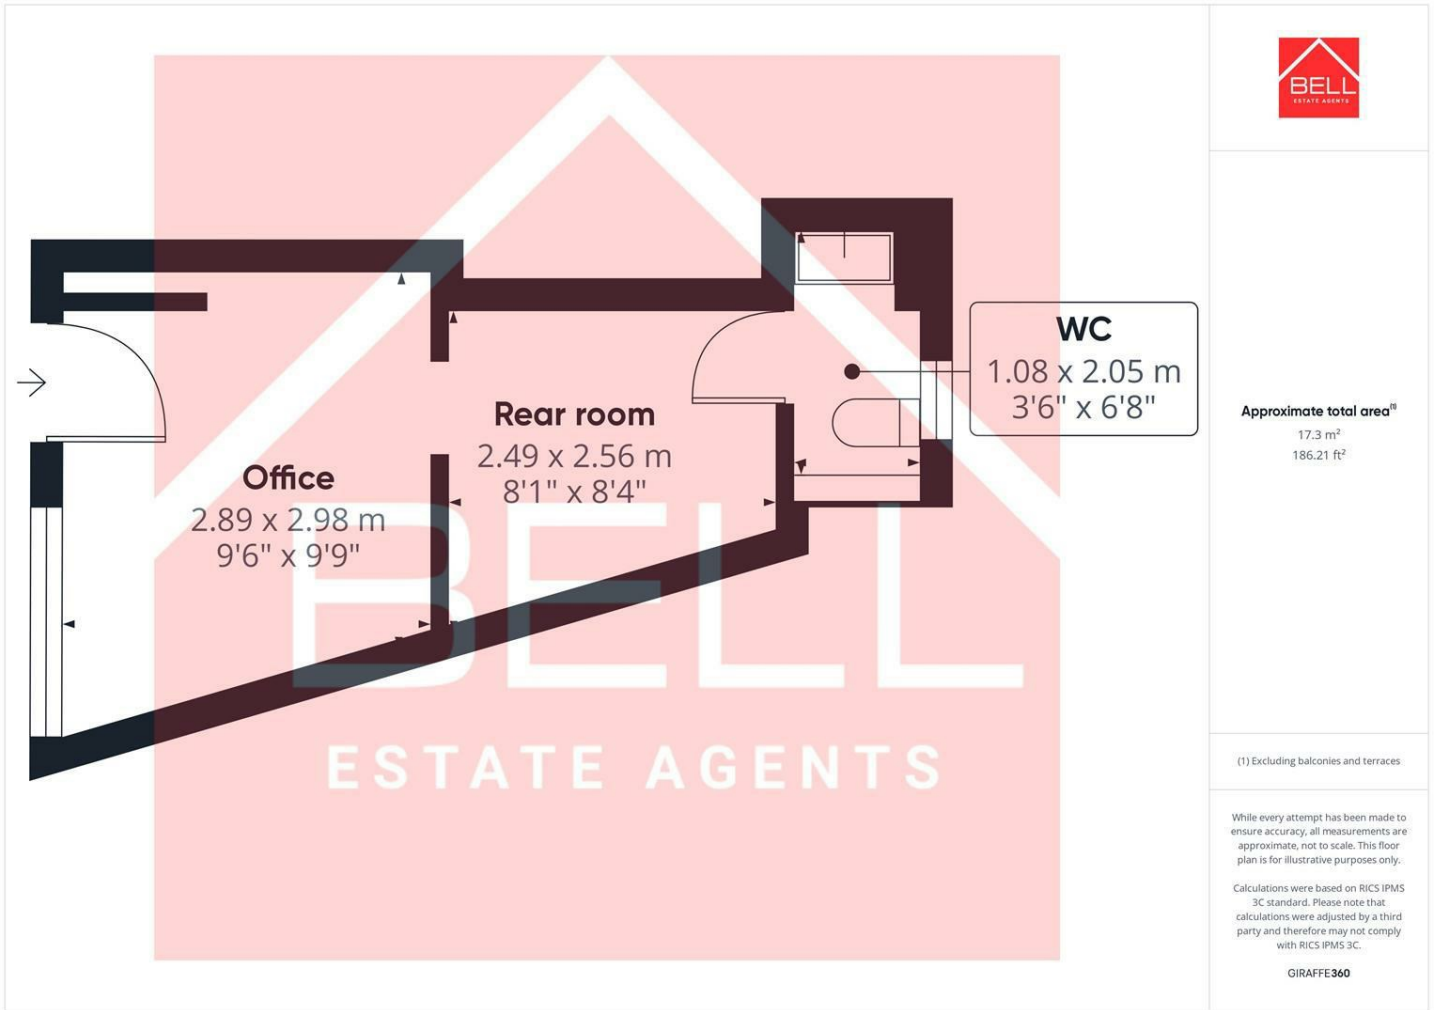 BELL
ESTATE AGENTS
Office
2.89 x 2.98 m
9'6" x 9'9"
Rear room
2.49 x 2.56 m
8'1" x 8'4"
WC
1.08 x 2.05 m
3'6" x 6'8"
BELL
ESTATE AGENTS
Approximate total area(1)
17.3 m²
186.21 ft²
(1) Excluding balconies and terraces
While every attempt has been made to
ensure accuracy, all measurements are
approximate, not to scale. This floor
plan is for illustrative purposes only.
Calculations were based on RICS IPMS
3C standard. Please note that
calculations were adjusted by a third
party and therefore may not comply
with RICS IPMS 3C.
GIRAFFE360